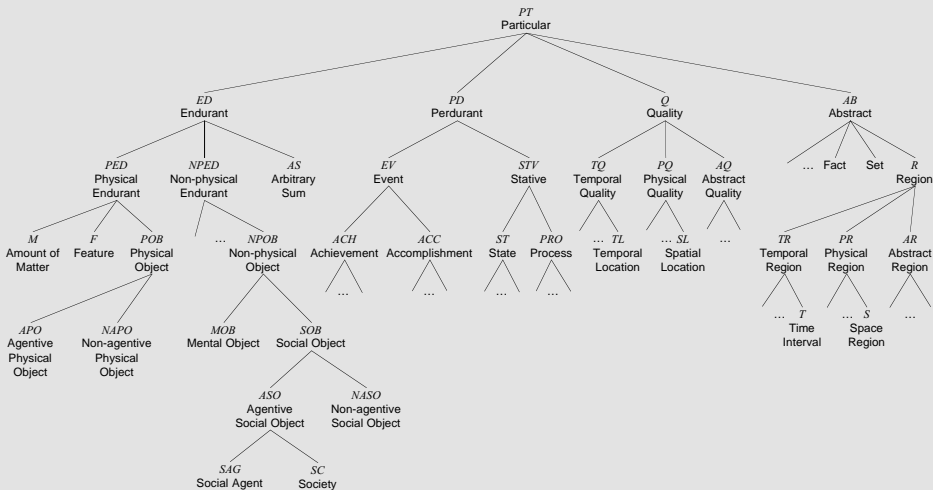 PT
Particular
ED
Endurant
PD
Perdurant
Q
Quality
AB
Abstract
PED
Physical
Endurant
NPED
Non-physical
Endurant
AS
Arbitrary
Sum
EV
Event
STV
Stative
TQ
Temporal
Quality
PQ
Physical
Quality
AQ
Abstract
Quality
...
Fact
Set
R
Region
M
Amount of
Matter
F
Feature
POB
Physical
Object
...
NPOB
Non-physical
Object
ACH
Achievement
ACC
Accomplishment
ST
State
PRO
Process
... TL
Temporal
Location
... SL
Spatial
Location
...
TR
Temporal
Region
PR
Physical
Region
AR
Abstract
Region
...
...
...
...
APO
Agentive
Physical
Object
NAPO
Non-agentive
Physical
Object
MOB
Mental Object
SOB
Social Object
... T
Time
Interval
... S
Space
Region
...
ASO
Agentive
Social Object
NASO
Non-agentive
Social Object
SAG
Social Agent
SC
Society